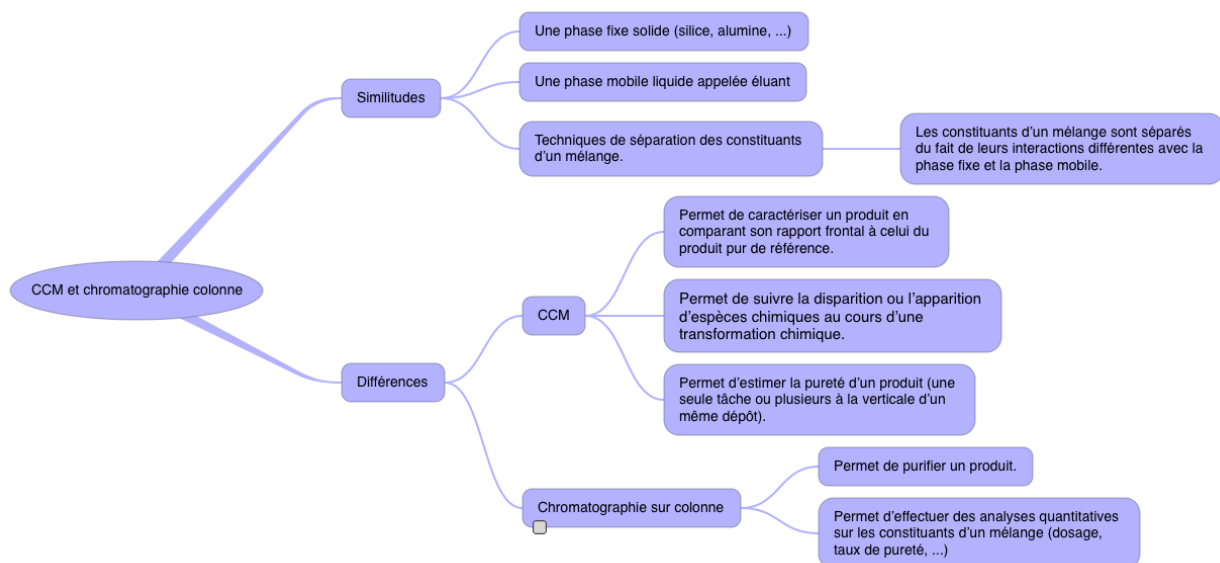 Une phase fixe solide (silice, alumine, ...)
Une phase mobile liquide appelée éluant
Similitudes
Techniques de séparation des constituants
d'un mélange.
Les constituants d'un mélange sont séparés
du fait de leurs interactions différentes avec la
phase fixe et la phase mobile.
CCM et chromatographie colonne
Permet de caractériser un produit en
comparant son rapport frontal à celui du
produit pur de référence.
CCM
Permet de suivre la disparition ou l'apparition
d'espèces chimiques au cours d'une
transformation chimique.
Différences
Permet d'estimer la pureté d'un produit (une
seule tâche ou plusieurs à la verticale d'un
même dépôt).
Chromatographie sur colonne
Permet de purifier un produit.
Permet d'effectuer des analyses quantitatives
sur les constituants d'un mélange (dosage,
taux de pureté, ...)